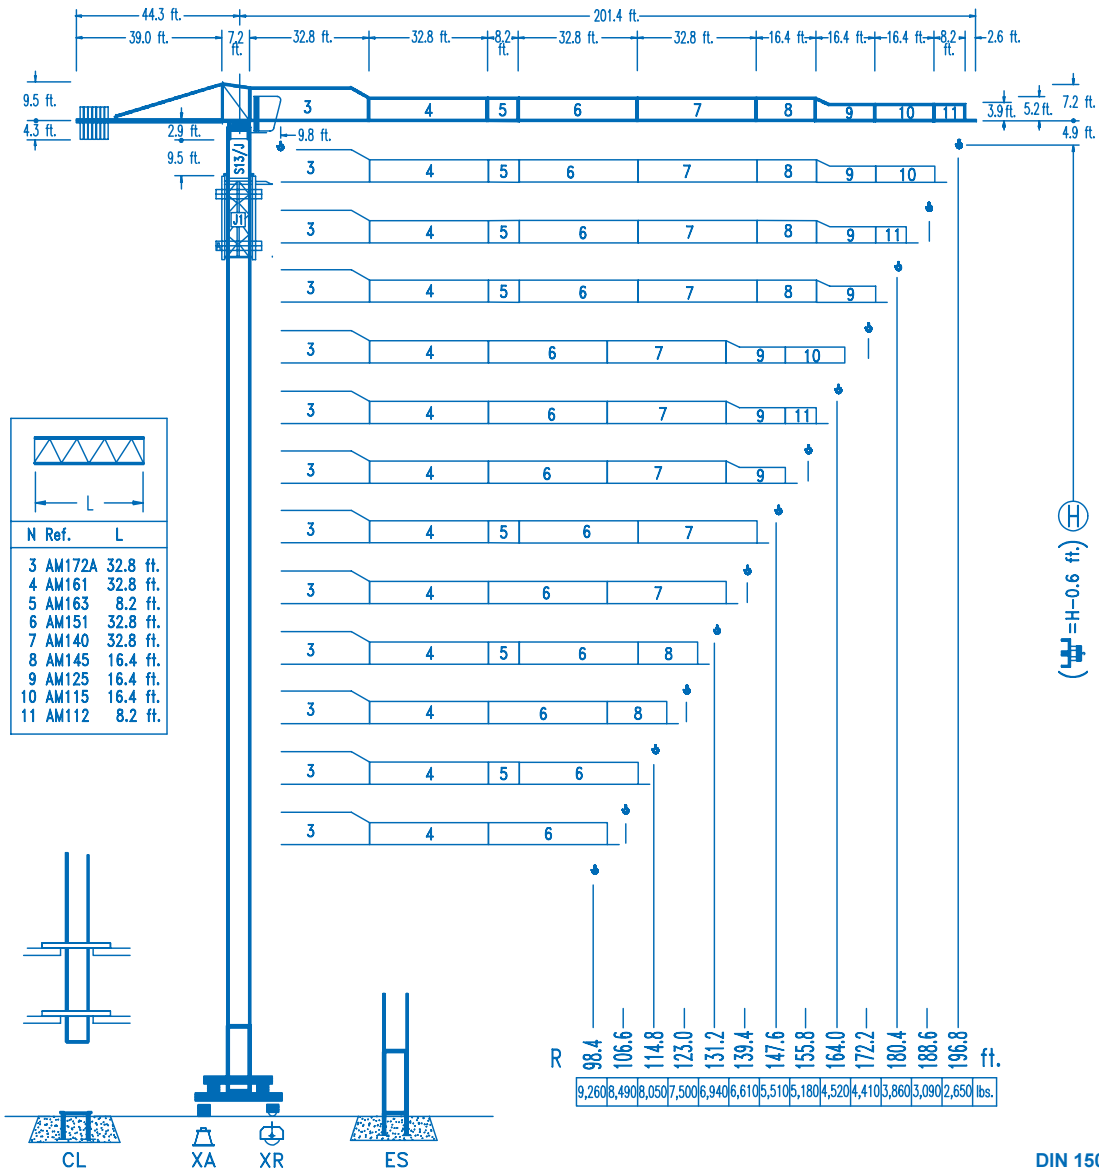 44.3 ft. 201.4 ft.
39.0 ft. 7.2 ft. 32.8 ft. 32.8 ft. 8.2 ft. 32.8 ft. 32.8 ft. 16.4 ft. 16.4 ft. 16.4 ft. 8.2 ft. 2.6 ft.
9.5 ft. 3 4 5 6 7 8 9 10 11 3.9 ft. 5.2 ft. 7.2 ft.
4.3 ft. 2.9 ft. 9.8 ft. 4.9 ft.
9.5 ft. S13/J 3 4 5 6 7 8 9 10
J1 3 4 5 6 7 8 9 11
3 4 5 6 7 8 9
3 4 6 7 9 10
3 4 6 7 9 11
3 4 6 7 9
3 4 5 6 7
3 4 6 7
3 4 5 6 8
3 4 6 8
3 4 5 6
3 4 6
L
N Ref. L
3 AM172A 32.8 ft.
4 AM161 32.8 ft.
5 AM163 8.2 ft.
6 AM151 32.8 ft.
7 AM140 32.8 ft.
8 AM145 16.4 ft.
9 AM125 16.4 ft.
10 AM115 16.4 ft.
11 AM112 8.2 ft.
H
( =H-0.6 ft.)
R 98.4 106.6 114.8 123.0 131.2 139.4 147.6 155.8 164.0 172.2 180.4 188.6 196.8 ft.
9,260 8,490 8,050 7,500 6,940 6,610 5,510 5,180 4,520 4,410 3,860 3,090 2,650 lbs.
CL XA XR ES
DIN 150